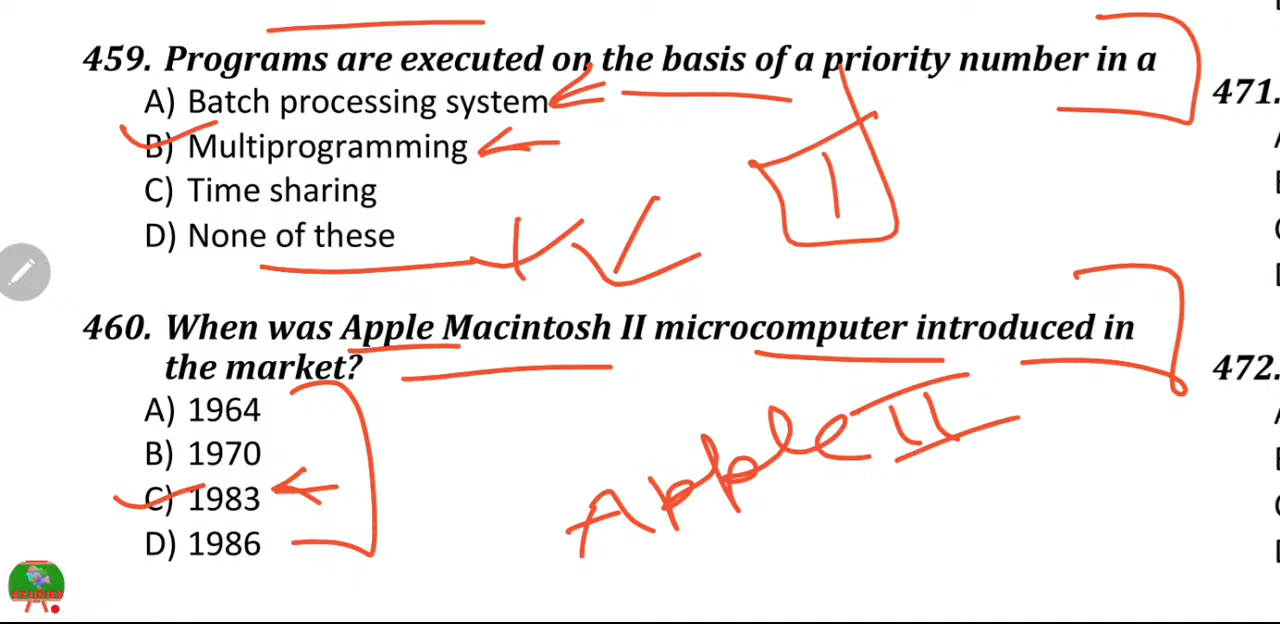 459. Programs are executed on the basis of a priority number in a
A) Batch processing system
B) Multiprogramming
C) Time sharing
D) None of these
460. When was Apple Macintosh II microcomputer introduced in
the market?
A) 1964
B) 1970
C) 1983
D) 1986
Apple II
1
471.
472.